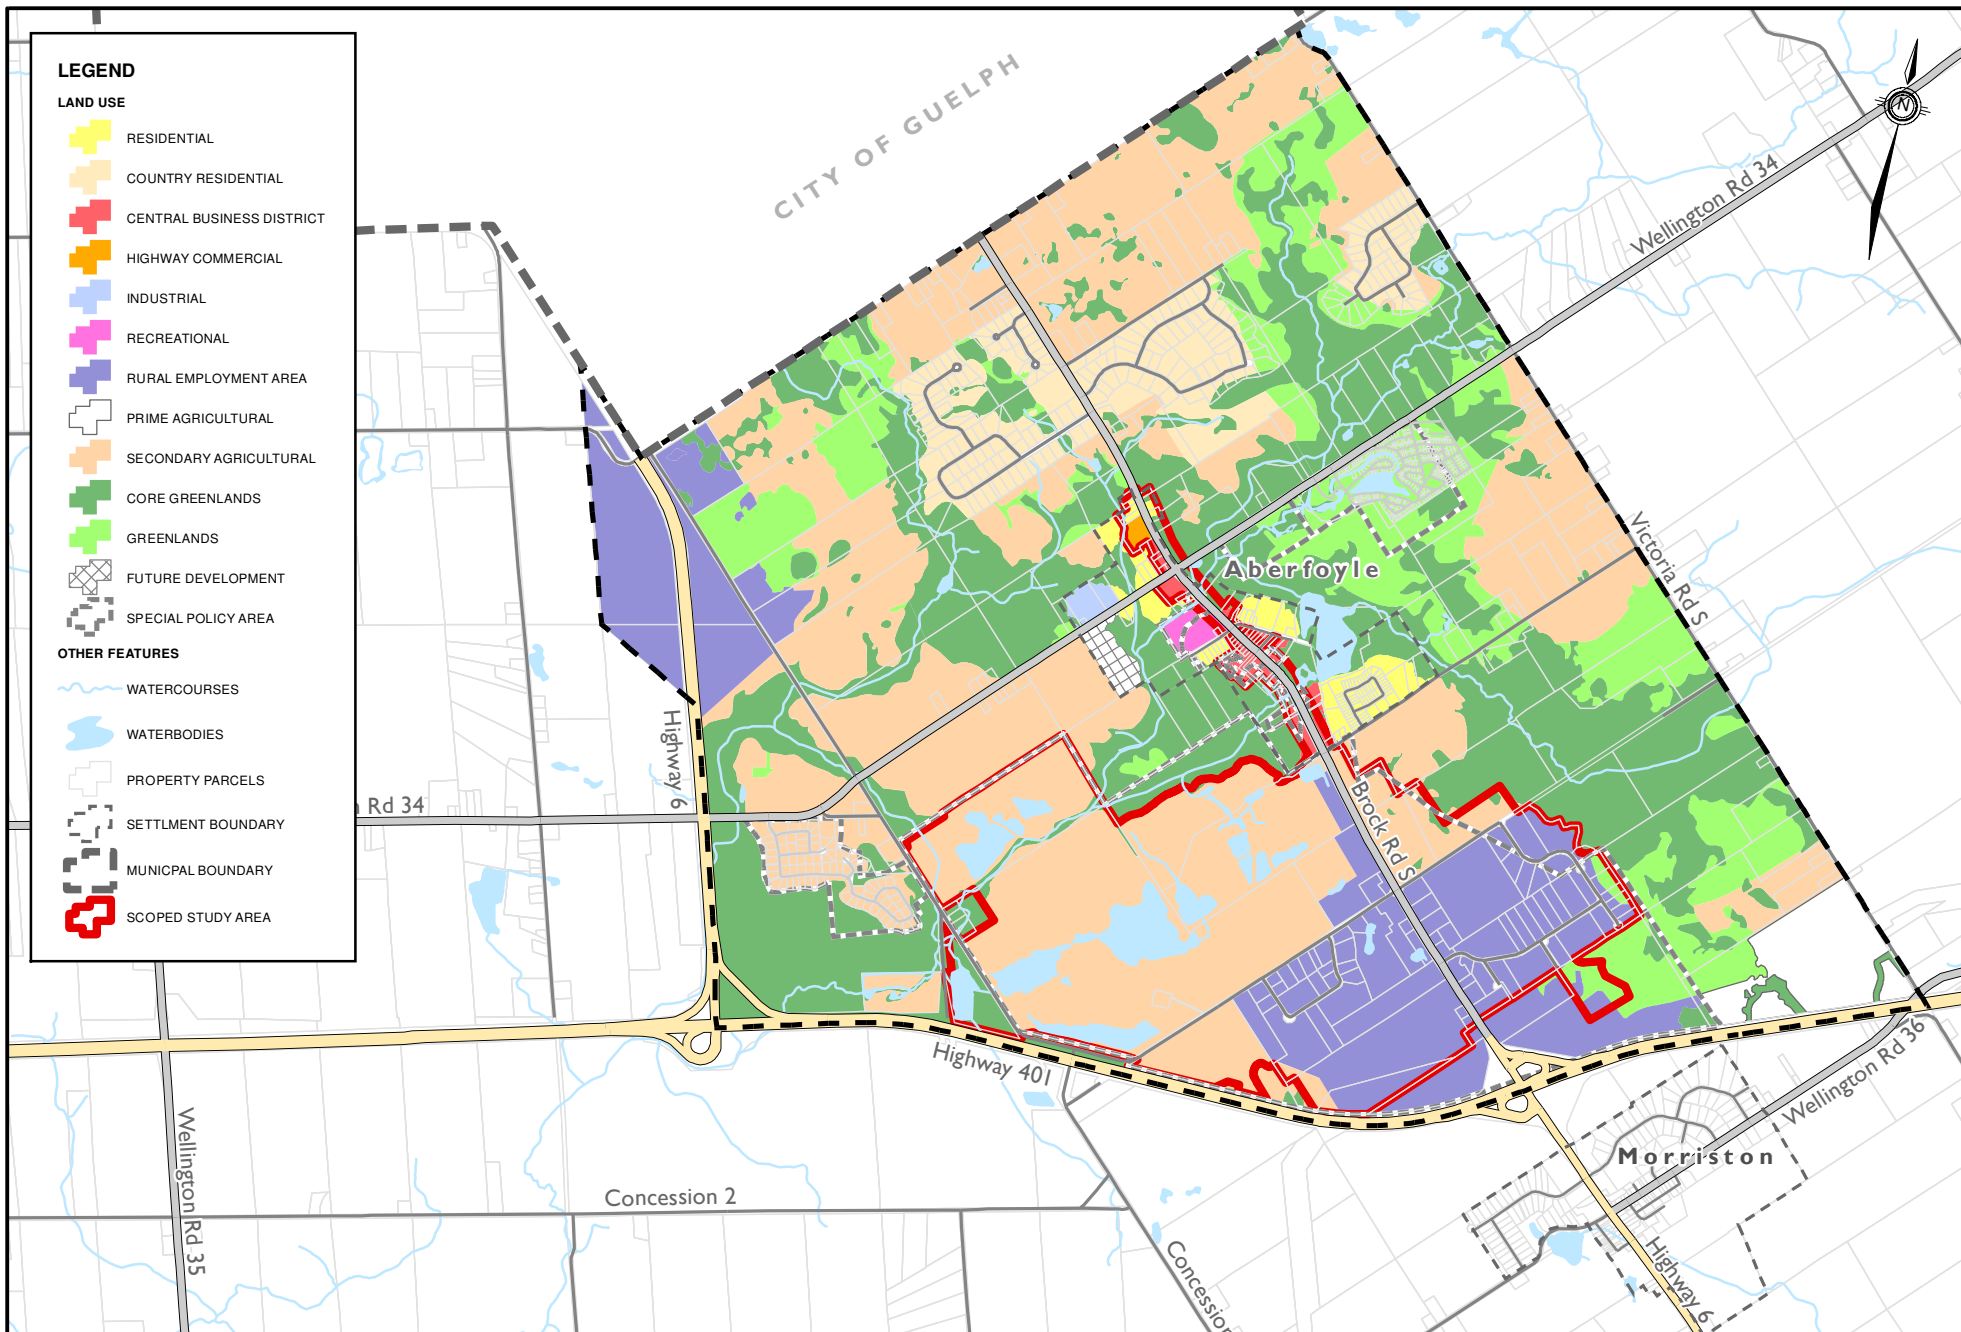 LEGEND
LAND USE
RESIDENTIAL
COUNTRY RESIDENTIAL
CENTRAL BUSINESS DISTRICT
HIGHWAY COMMERCIAL
INDUSTRIAL
RECREATIONAL
RURAL EMPLOYMENT AREA
PRIME AGRICULTURAL
SECONDARY AGRICULTURAL
CORE GREENLANDS
GREENLANDS
FUTURE DEVELOPMENT
SPECIAL POLICY AREA
OTHER FEATURES
WATERCOURSES
WATERBODIES
PROPERTY PARCELS
SETTLMENT BOUNDARY
MUNICPAL BOUNDARY
SCOPED STUDY AREA
CITY OF GUELPH
N
Wellington Rd 34
Victoria Rd S
Aberfoyle
Highway 6
Rd 34
Brock Rd S
Highway 401
Wellington Rd 36
Morriston
Wellington Rd 35
Concession 2
Concession
Highway 6